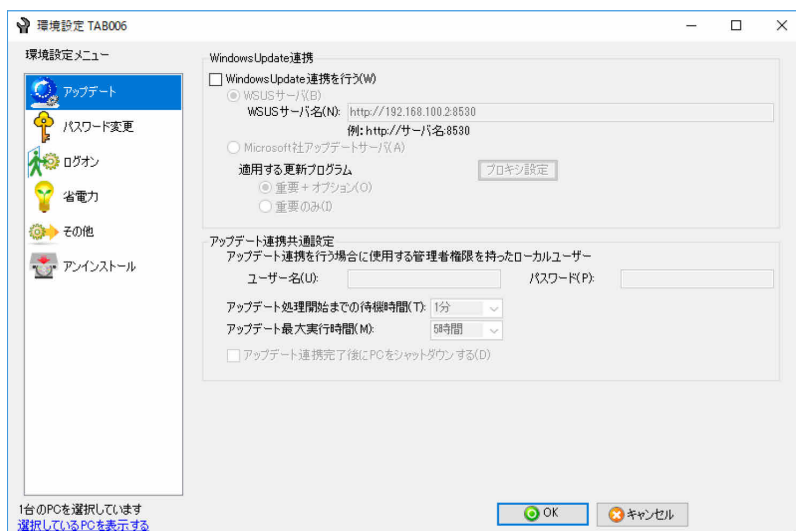 環境設定 TAB006
環境設定メニュー
アップデート
パスワード変更
ログオン
省電力
その他
アンインストール
1台のPCを選択しています
選択しているPCを表示する
WindowsUpdate連携
WindowsUpdate連携を行う(W)
WSUSサーバ(B)
WSUSサーバ名(N): http://192.168.100.2:8530
例: http://サーバ名:8530
Microsoft社アップデートサーバ(A)
適用する更新プログラム プロキシ設定
重要+オプション(O)
重要のみ(I)
アップデート連携共通設定
アップデート連携を行う場合に使用する管理者権限を持ったローカルユーザー
ユーザー名(U): パスワード(P):
アップデート処理開始までの待機時間(T): 1分
アップデート最大実行時間(M): 5時間
アップデート連携完了後にPCをシャットダウンする(D)
OK キャンセル